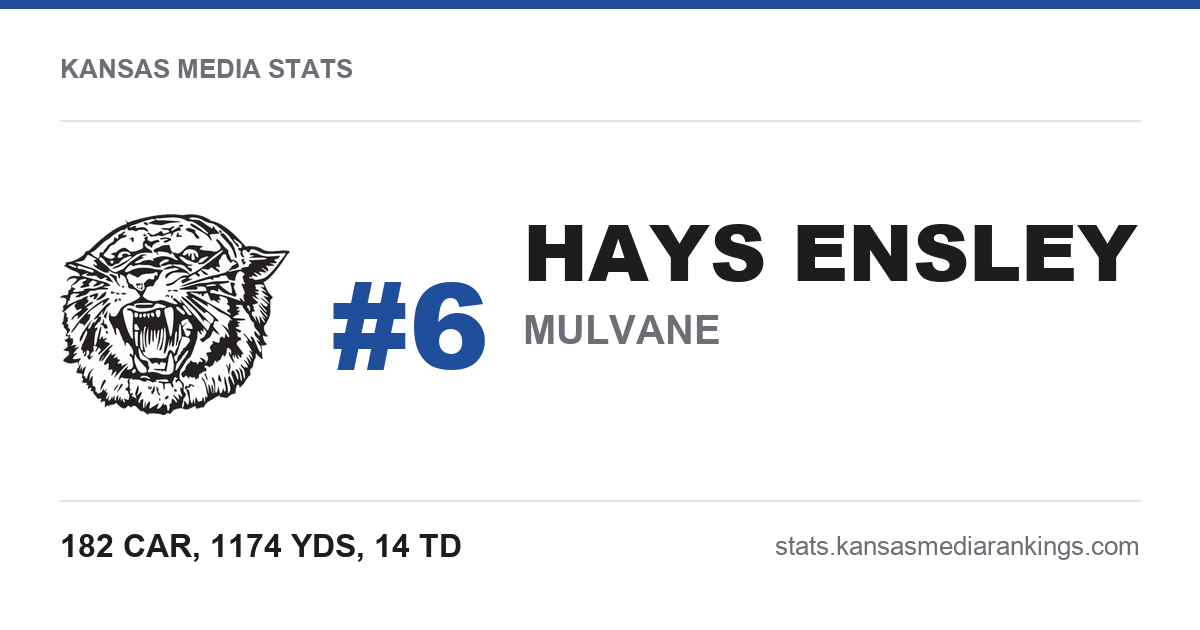 KANSAS MEDIA STATS
#6
HAYS ENSLEY
MULVANE
182 CAR, 1174 YDS, 14 TD
stats.kansasmediarankings.com